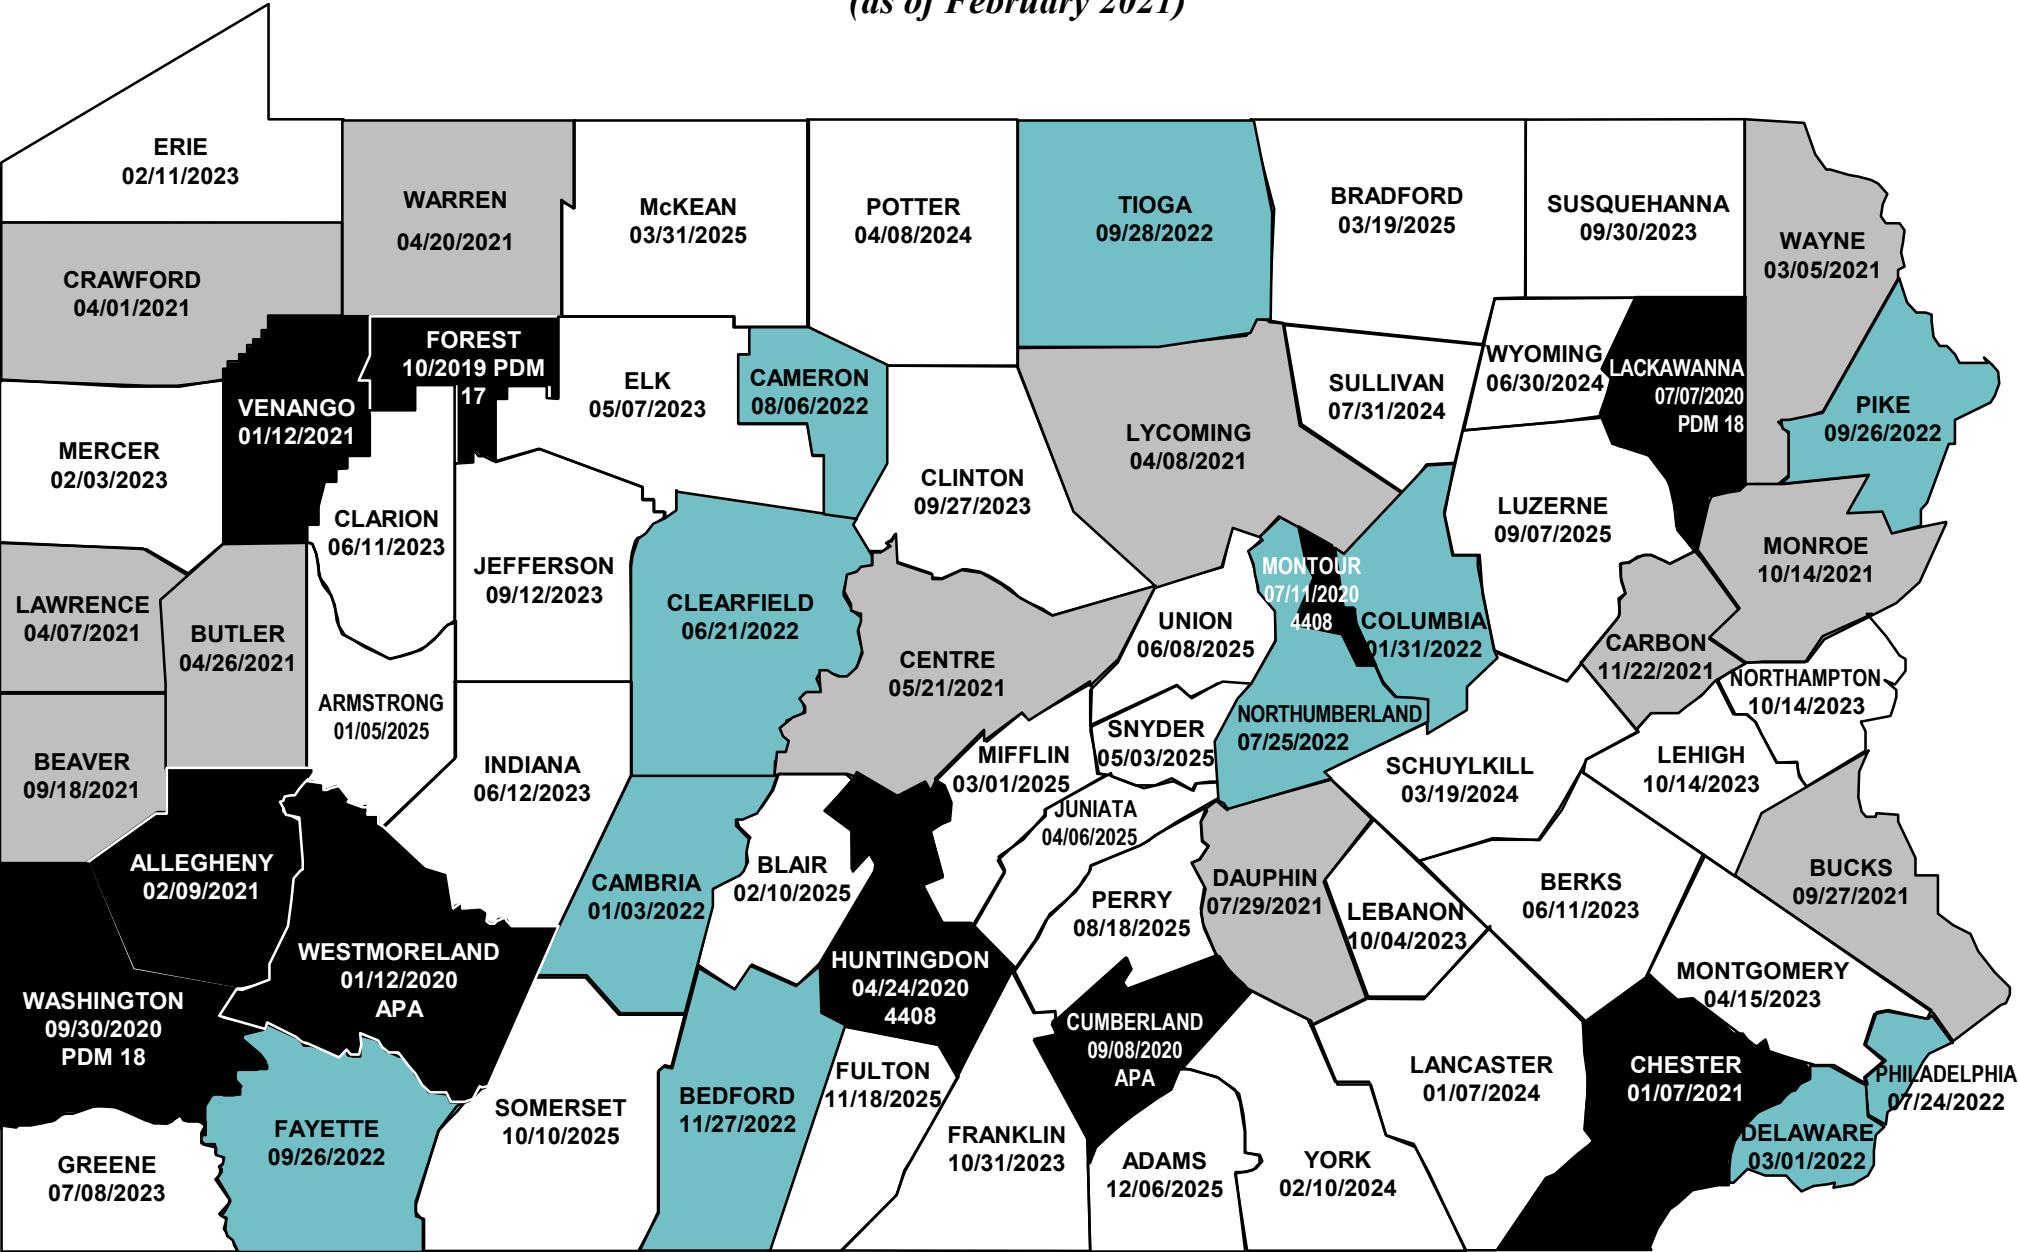 (as of February 2021)
ERIE
02/11/2023
WARREN
04/20/2021
McKEAN
03/31/2025
POTTER
04/08/2024
TIOGA
09/28/2022
BRADFORD
03/19/2025
SUSQUEHANNA
09/30/2023
WAYNE
03/05/2021
CRAWFORD
04/01/2021
FOREST
10/2019 PDM
17
VENANGO
01/12/2021
ELK
05/07/2023
CAMERON
08/06/2022
SULLIVAN
07/31/2024
WYOMING
06/30/2024
LACKAWANNA
07/07/2020
PDM 18
PIKE
09/26/2022
MERCER
02/03/2023
LYCOMING
04/08/2021
CLINTON
09/27/2023
CLARION
06/11/2023
LUZERNE
09/07/2025
JEFFERSON
09/12/2023
MONROE
10/14/2021
LAWRENCE
04/07/2021
BUTLER
04/26/2021
CLEARFIELD
06/21/2022
MONTOUR
07/11/2020
4408
COLUMBIA
01/31/2022
UNION
06/08/2025
CENTRE
05/21/2021
CARBON
11/22/2021
NORTHAMPTON
10/14/2023
ARMSTRONG
01/05/2025
NORTHUMBERLAND
07/25/2022
SNYDER
05/03/2025
MIFFLIN
03/01/2025
BEAVER
09/18/2021
INDIANA
06/12/2023
SCHUYLKILL
03/19/2024
LEHIGH
10/14/2023
JUNIATA
04/06/2025
ALLEGHENY
02/09/2021
CAMBRIA
01/03/2022
BLAIR
02/10/2025
PERRY
08/18/2025
DAUPHIN
07/29/2021
LEBANON
10/04/2023
BERKS
06/11/2023
BUCKS
09/27/2021
WESTMORELAND
01/12/2020
APA
HUNTINGDON
04/24/2020
4408
MONTGOMERY
04/15/2023
WASHINGTON
09/30/2020
PDM 18
CUMBERLAND
09/08/2020
APA
LANCASTER
01/07/2024
CHESTER
01/07/2021
PHILADELPHIA
07/24/2022
FULTON
11/18/2025
BEDFORD
11/27/2022
SOMERSET
10/10/2025
FAYETTE
09/26/2022
DELAWARE
03/01/2022
GREENE
07/08/2023
FRANKLIN
10/31/2023
ADAMS
12/06/2025
YORK
02/10/2024